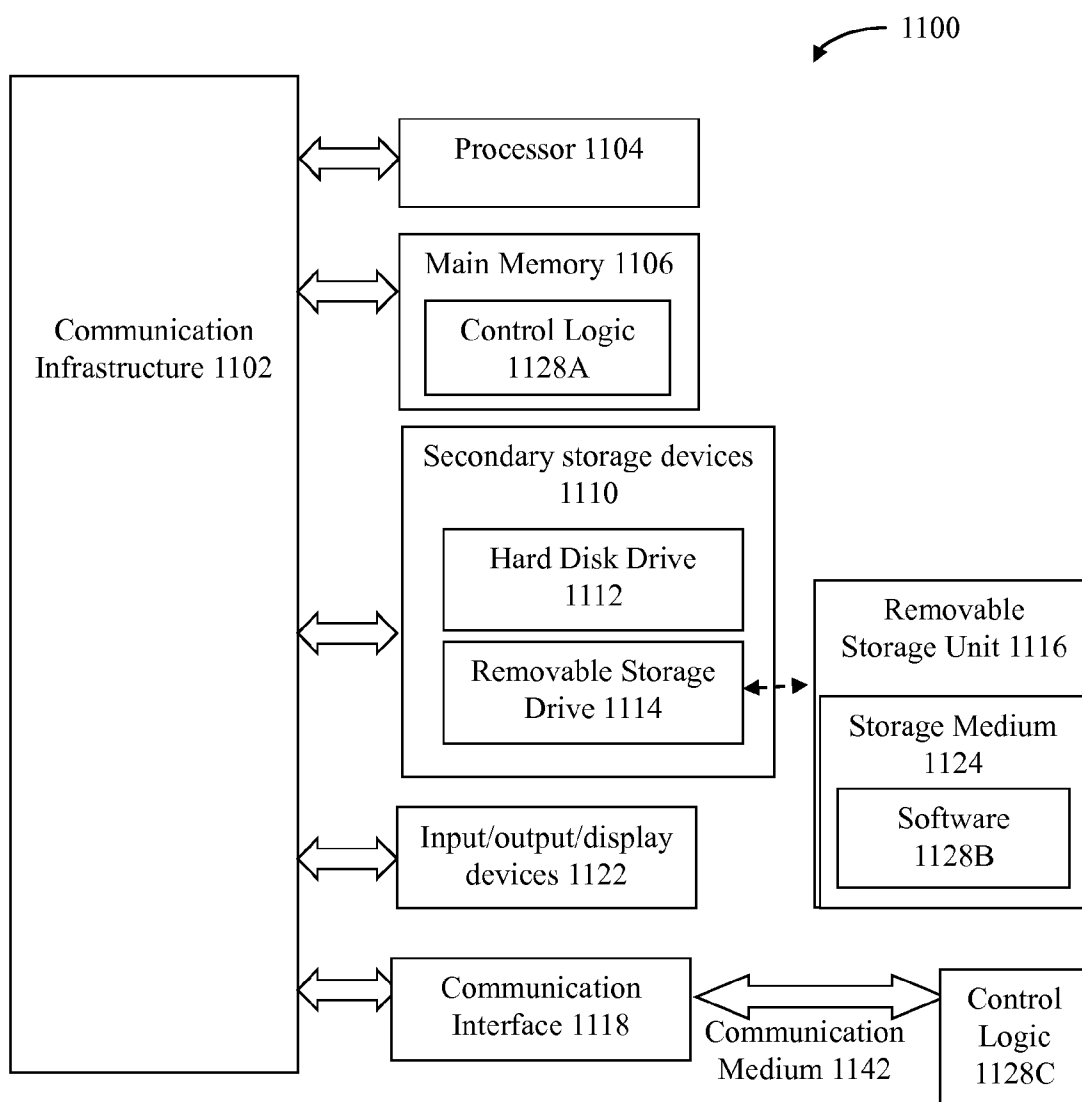 1100
Communication
Infrastructure 1102
Processor 1104
Main Memory 1106
Control Logic
1128A
Secondary storage devices
1110
Hard Disk Drive
1112
Removable Storage
Drive 1114
Removable
Storage Unit 1116
Storage Medium
1124
Software
1128B
Input/output/display
devices 1122
Communication
Interface 1118
Communication
Medium 1142
Control
Logic
1128C